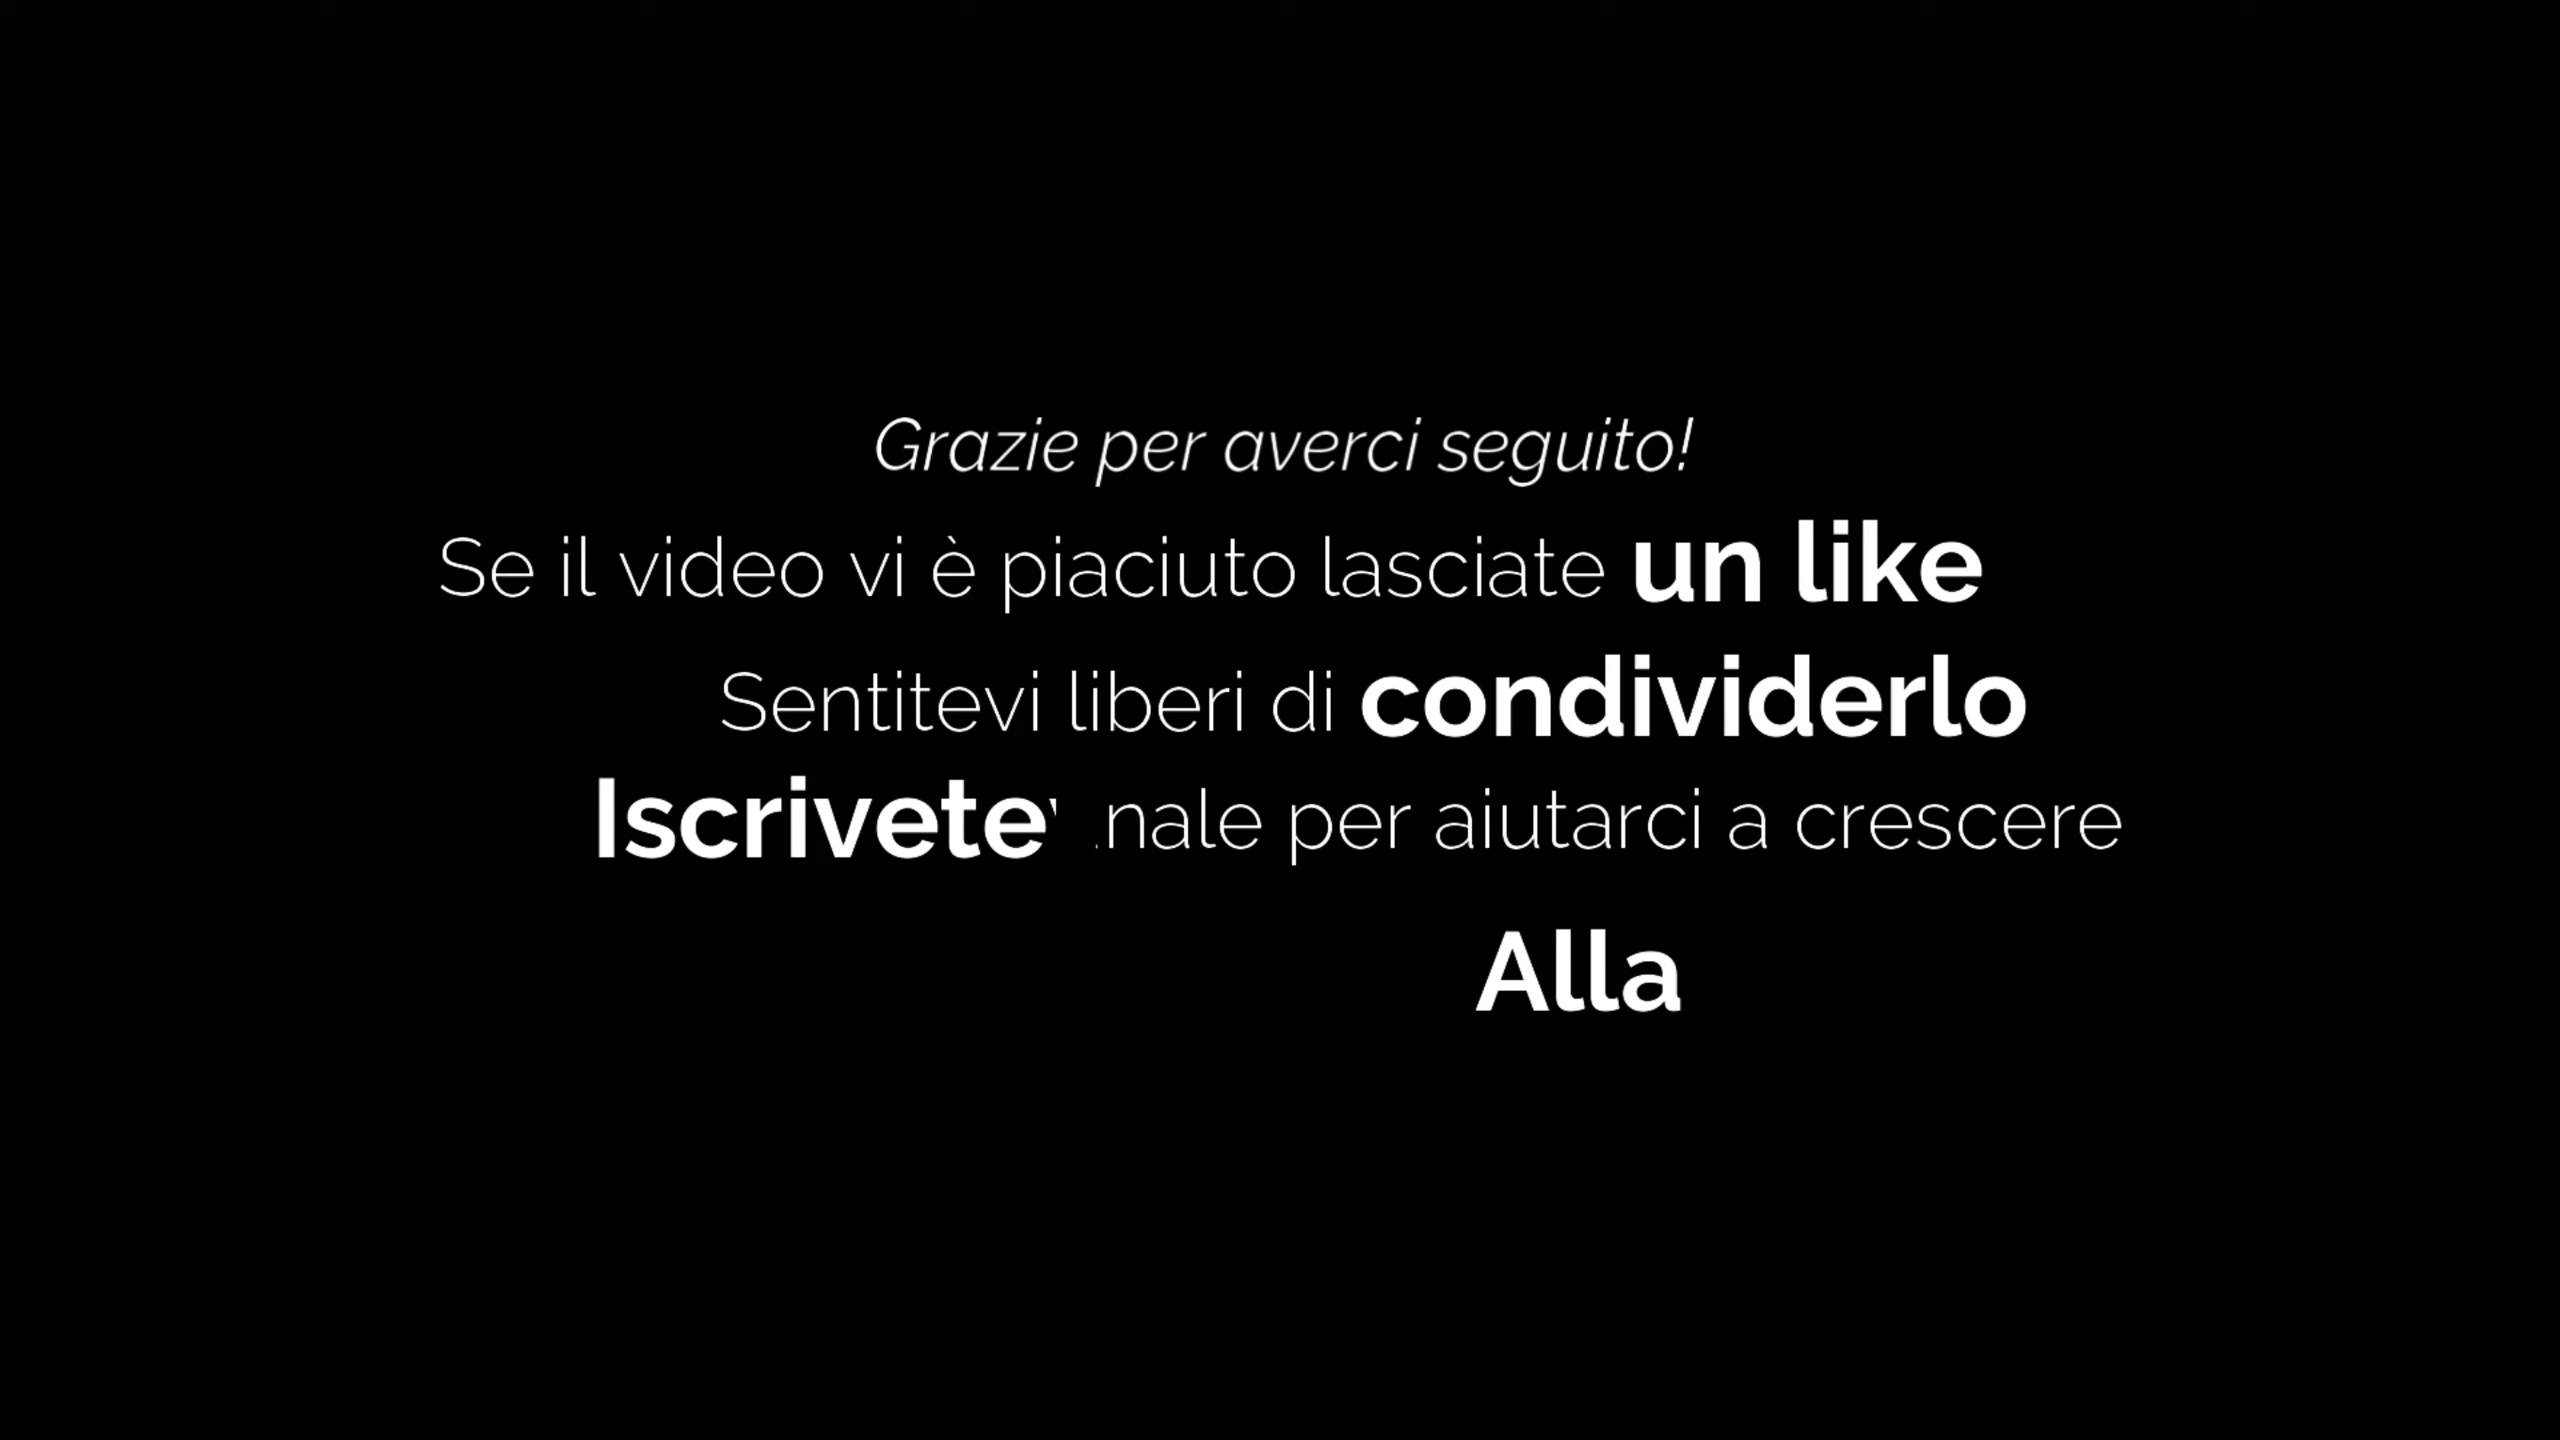 Grazie per averci seguito!
Se il video vi è piaciuto lasciate un like
Sentitevi liberi di condividerlo
Iscrivete nale per aiutarci a crescere
Alla